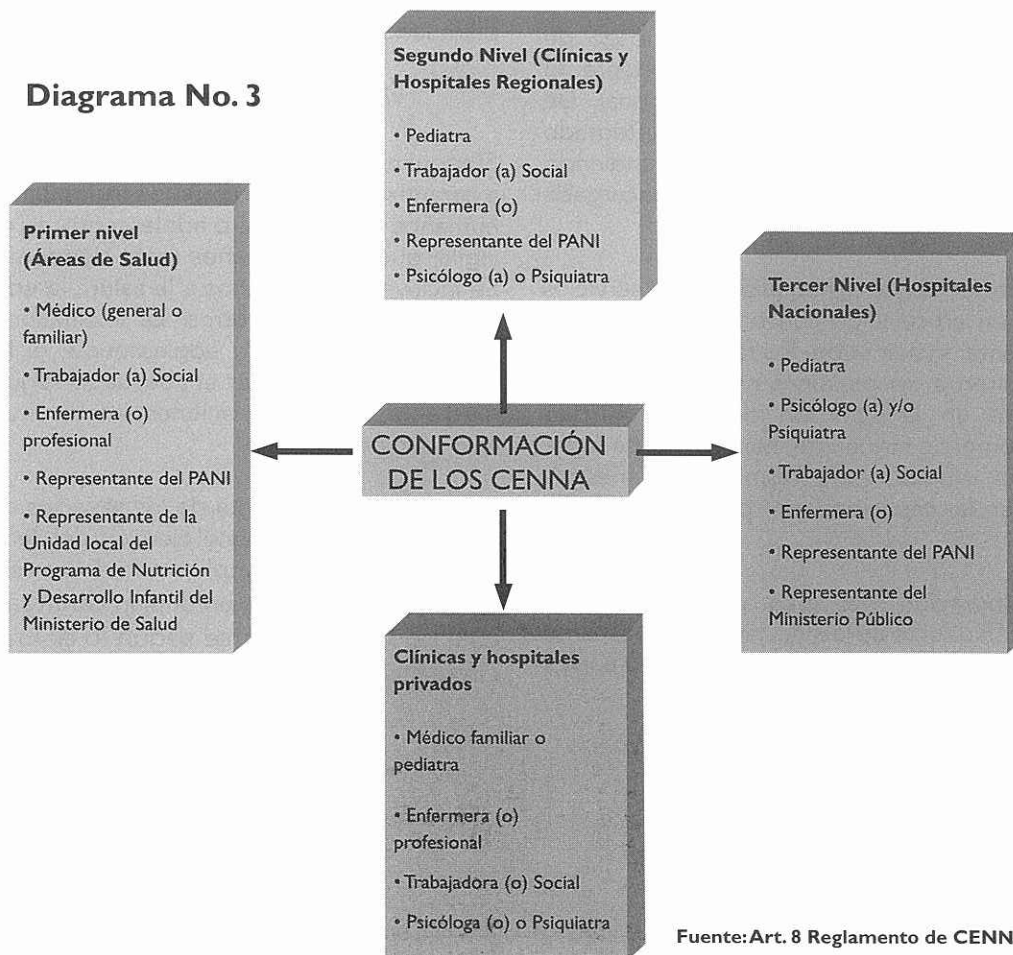 Diagrama No. 3
Segundo Nivel (Clínicas y
Hospitales Regionales)
• Pediatra
• Trabajador (a) Social
• Enfermera (o)
• Representante del PANI
• Psicólogo (a) o Psiquiatra
Primer nivel
(Áreas de Salud)
• Médico (general o
familiar)
• Trabajador (a) Social
• Enfermera (o)
profesional
• Representante del PANI
• Representante de la
Unidad local del
Programa de Nutrición
y Desarrollo Infantil del
Ministerio de Salud
CONFORMACIÓN
DE LOS CENNA
Tercer Nivel (Hospitales
Nacionales)
• Pediatra
• Psicólogo (a) y/o
Psiquiatra
• Trabajador (a) Social
• Enfermera (o)
• Representante del PANI
• Representante del
Ministerio Público
Clínicas y hospitales
privados
• Médico familiar o
pediatra
• Enfermera (o)
profesional
• Trabajadora (o) Social
• Psicóloga (o) o Psiquiatra
Fuente: Art. 8 Reglamento de CENN